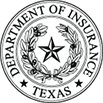 DEPARTMENT OF INSURANCE
TEXAS